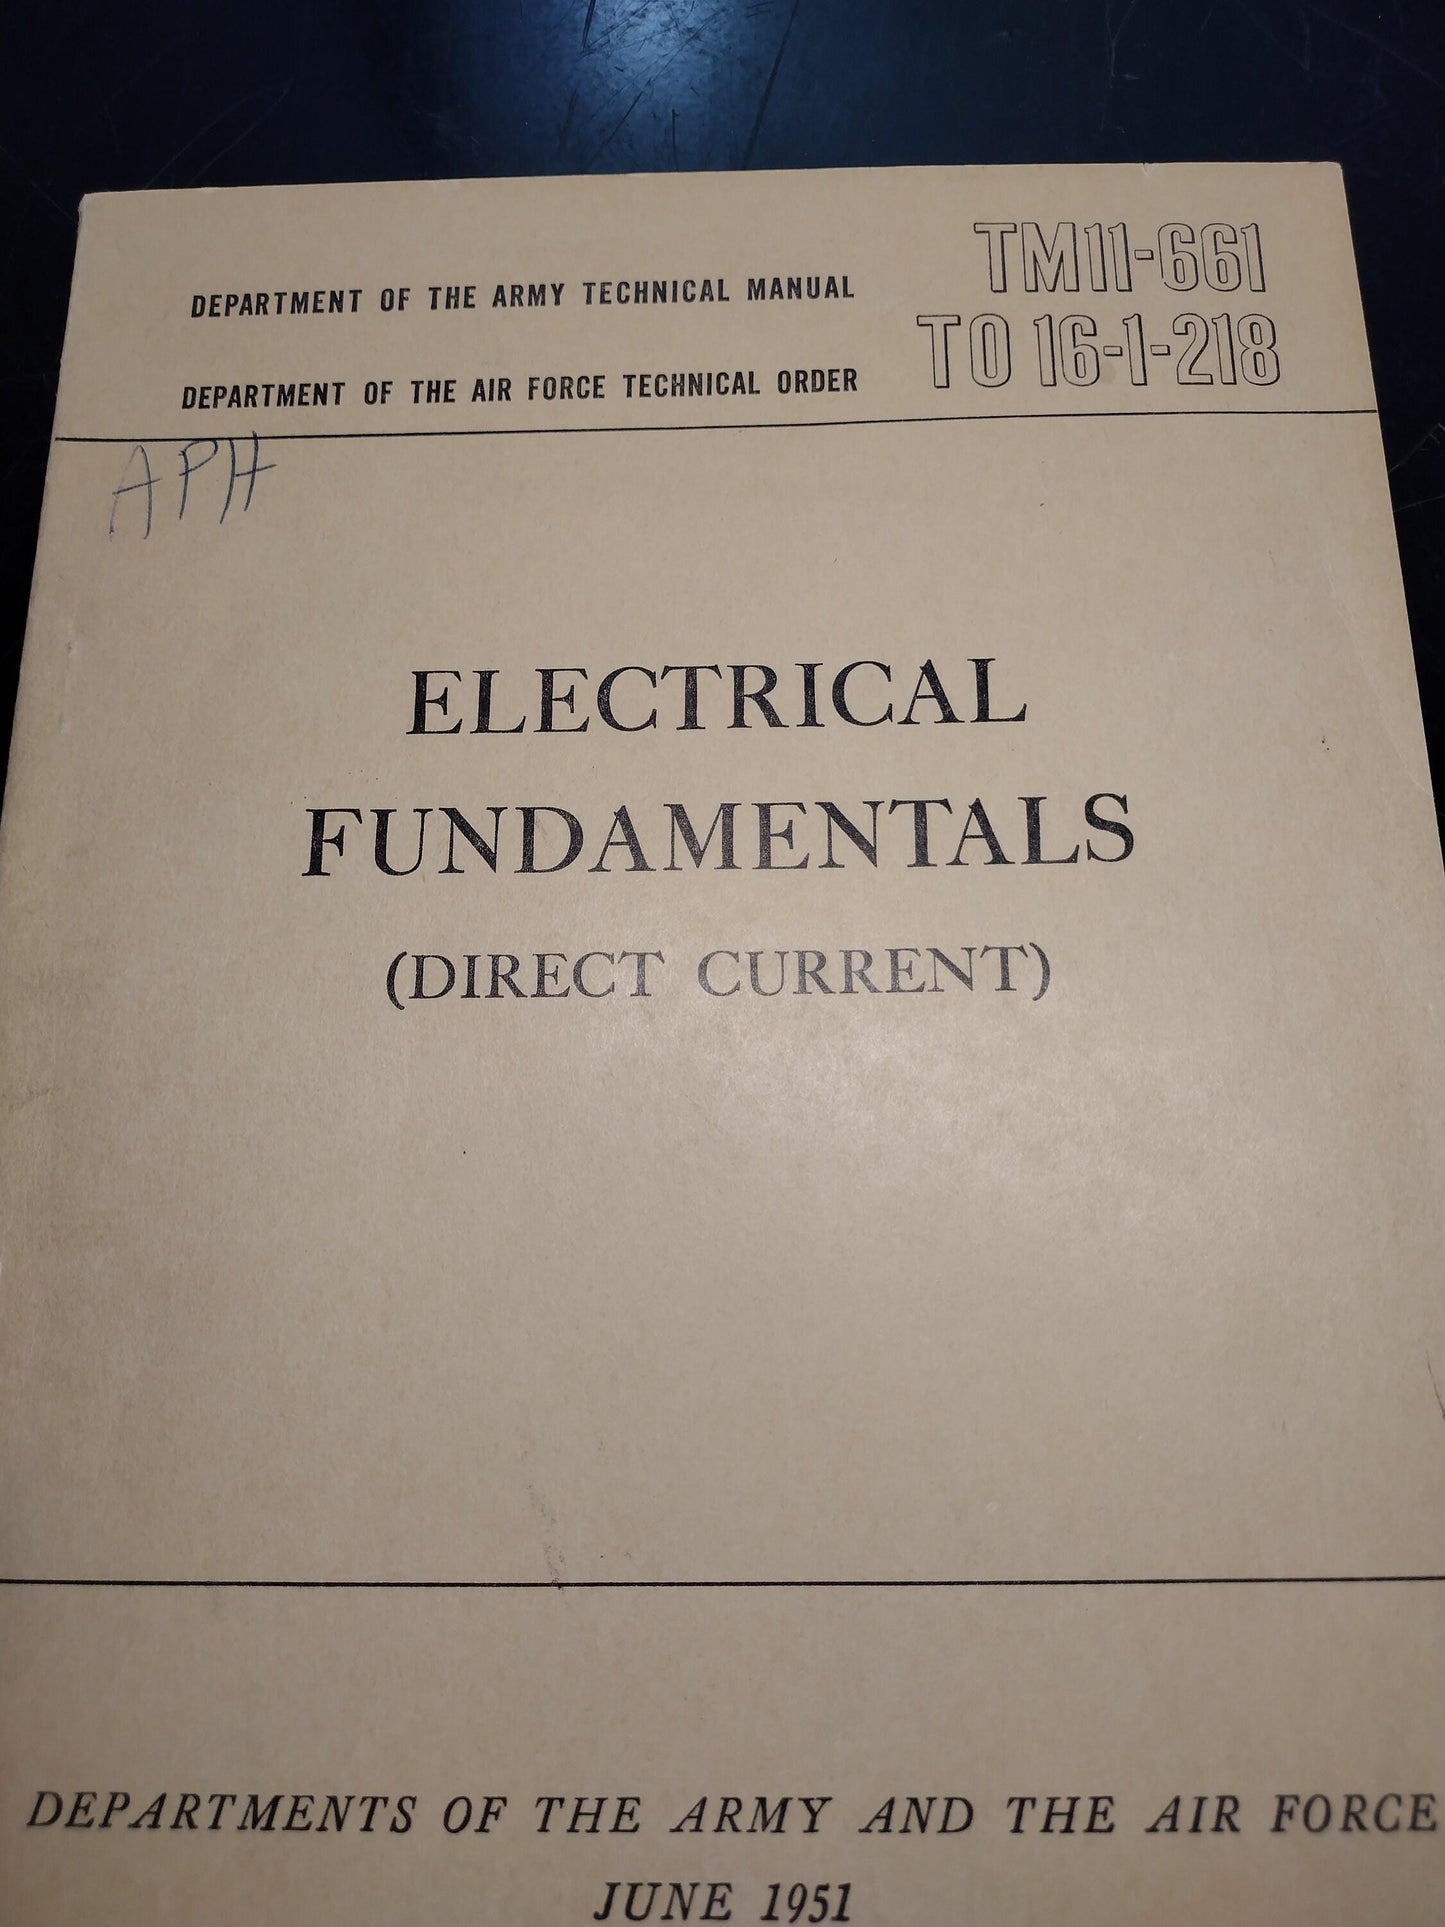 DEPARTMENT OF THE ARMY TECHNICAL MANUAL TM11-661
DEPARTMENT OF THE AIR FORCE TECHNICAL ORDER TO 16-1-218
APH
ELECTRICAL
FUNDAMENTALS
(DIRECT CURRENT)
DEPARTMENTS OF THE ARMY AND THE AIR FORCE
JUNE 1951